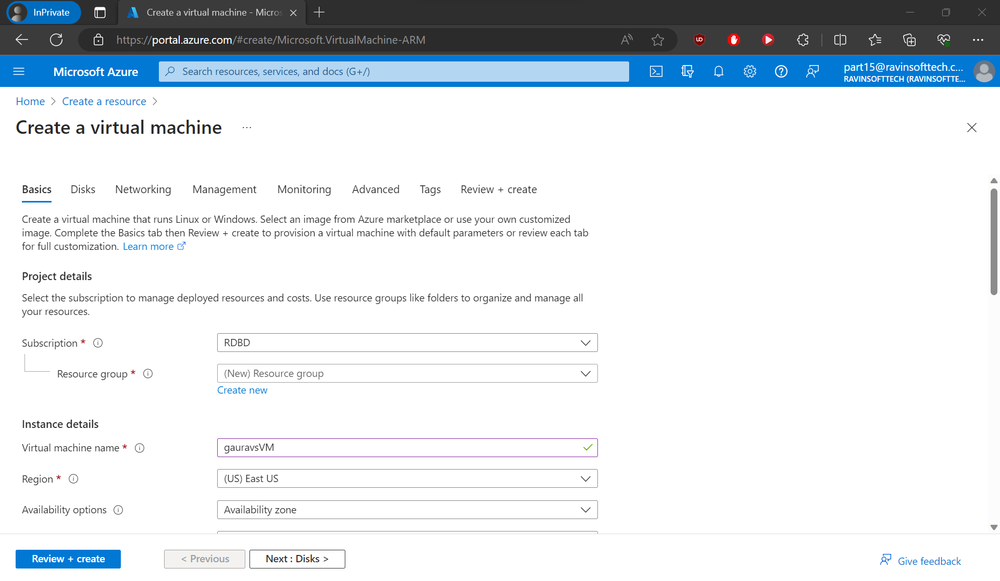 InPrivate
Create a virtual machine - Micros
https://portal.azure.com/#create/Microsoft.VirtualMachine-ARM
Microsoft Azure
Search resources, services, and docs (G+/)
part15@ravinsofttech.c...
RAVINSOFTTECH (RAVINSOFTTE...
Home > Create a resource >
Create a virtual machine ...
Basics Disks Networking Management Monitoring Advanced Tags Review + create
Create a virtual machine that runs Linux or Windows. Select an image from Azure marketplace or use your own customized
image. Complete the Basics tab then Review + create to provision a virtual machine with default parameters or review each tab
for full customization. Learn more
Project details
Select the subscription to manage deployed resources and costs. Use resource groups like folders to organize and manage all
your resources.
Subscription * RDBD
Resource group * (New) Resource group
Create new
Instance details
Virtual machine name * gauravsVM
Region * (US) East US
Availability options Availability zone
Review + create < Previous Next : Disks > Give feedback